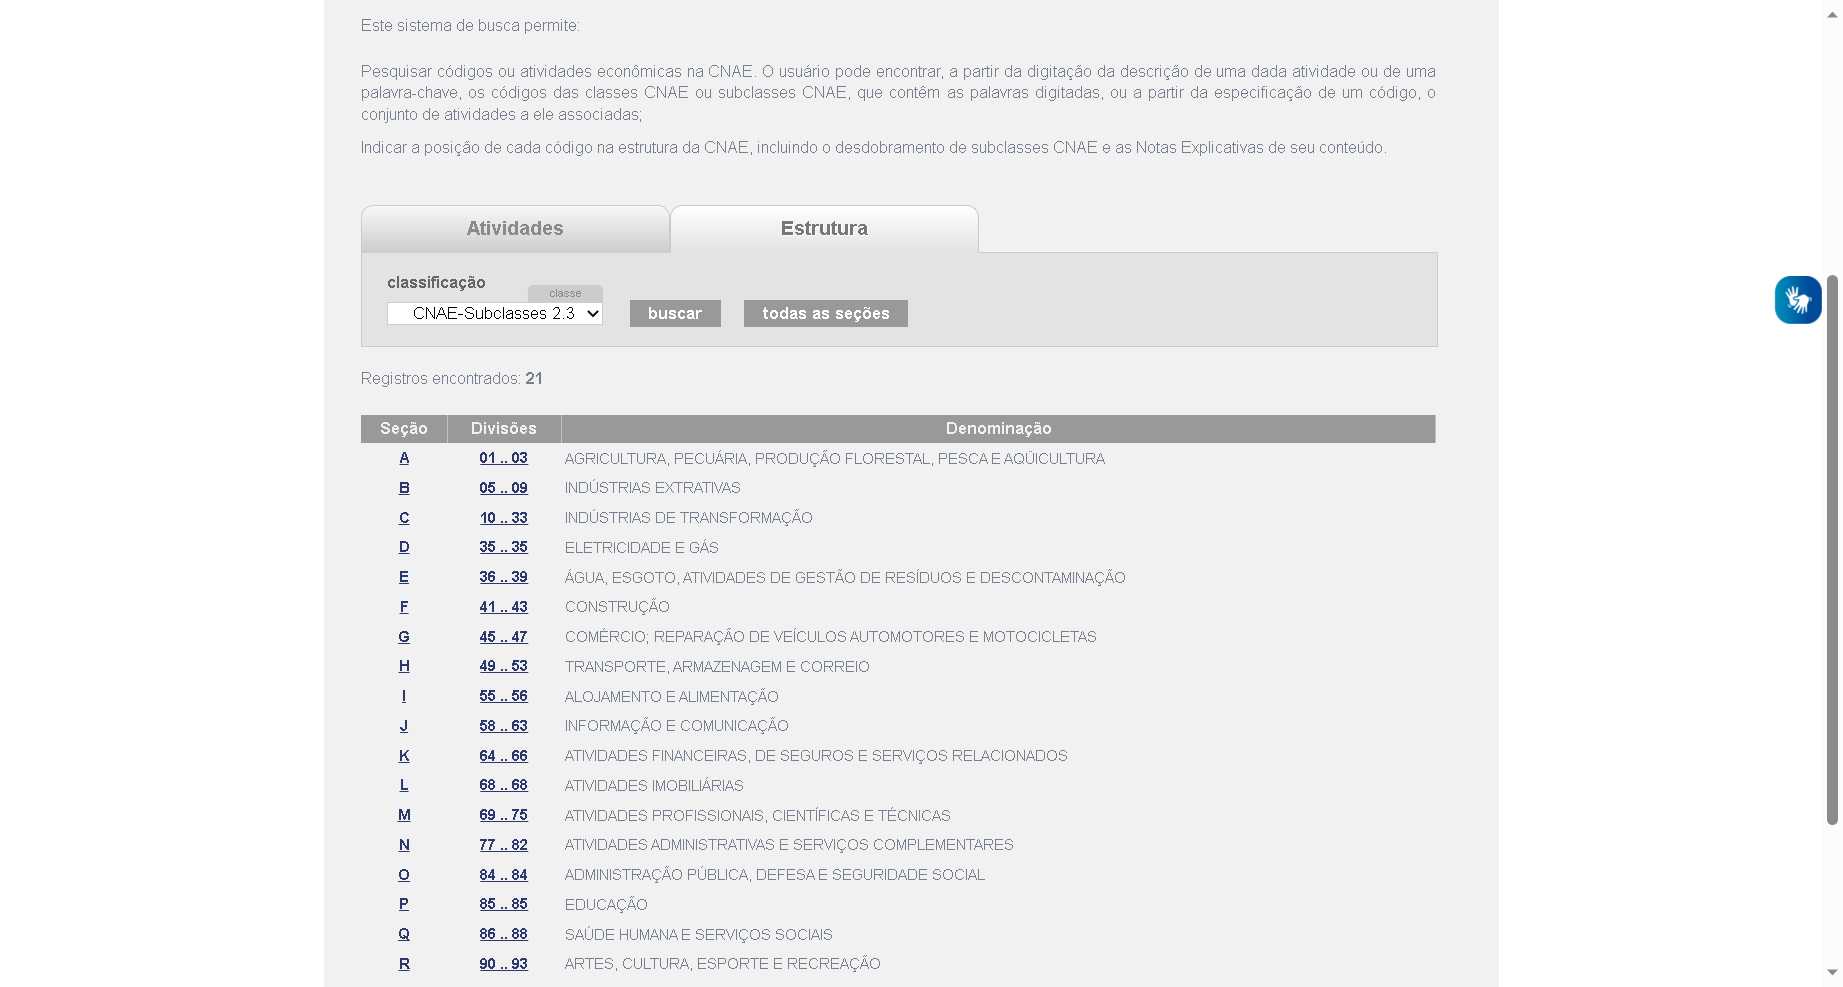 Este sistema de busca permite:
Pesquisar códigos ou atividades econômicas na CNAE. O usuário pode encontrar, a partir da digitação da descrição de uma dada atividade ou de uma
palavra-chave, os códigos das classes CNAE ou subclasses CNAE, que contêm as palavras digitadas, ou a partir da especificação de um código, o
conjunto de atividades a ele associadas;
Indicar a posição de cada código na estrutura da CNAE, incluindo o desdobramento de subclasses CNAE e as Notas Explicativas de seu conteúdo.
Atividades Estrutura
classificação
classe
CNAE-Subclasses 2.3 buscar todas as seções
Registros encontrados: 21
Seção Divisões Denominação
A 01 .. 03 AGRICULTURA, PECUÁRIA, PRODUÇÃO FLORESTAL, PESCA E AQÜICULTURA
B 05 .. 09 INDÚSTRIAS EXTRATIVAS
C 10 .. 33 INDÚSTRIAS DE TRANSFORMAÇÃO
D 35 .. 35 ELETRICIDADE E GÁS
E 36 .. 39 ÁGUA, ESGOTO, ATIVIDADES DE GESTÃO DE RESÍDUOS E DESCONTAMINAÇÃO
F 41 .. 43 CONSTRUÇÃO
G 45 .. 47 COMÉRCIO; REPARAÇÃO DE VEÍCULOS AUTOMOTORES E MOTOCICLETAS
H 49 .. 53 TRANSPORTE, ARMAZENAGEM E CORREIO
I 55 .. 56 ALOJAMENTO E ALIMENTAÇÃO
J 58 .. 63 INFORMAÇÃO E COMUNICAÇÃO
K 64 .. 66 ATIVIDADES FINANCEIRAS, DE SEGUROS E SERVIÇOS RELACIONADOS
L 68 .. 68 ATIVIDADES IMOBILIÁRIAS
M 69 .. 75 ATIVIDADES PROFISSIONAIS, CIENTÍFICAS E TÉCNICAS
N 77 .. 82 ATIVIDADES ADMINISTRATIVAS E SERVIÇOS COMPLEMENTARES
O 84 .. 84 ADMINISTRAÇÃO PÚBLICA, DEFESA E SEGURIDADE SOCIAL
P 85 .. 85 EDUCAÇÃO
Q 86 .. 88 SAÚDE HUMANA E SERVIÇOS SOCIAIS
R 90 .. 93 ARTES, CULTURA, ESPORTE E RECREAÇÃO